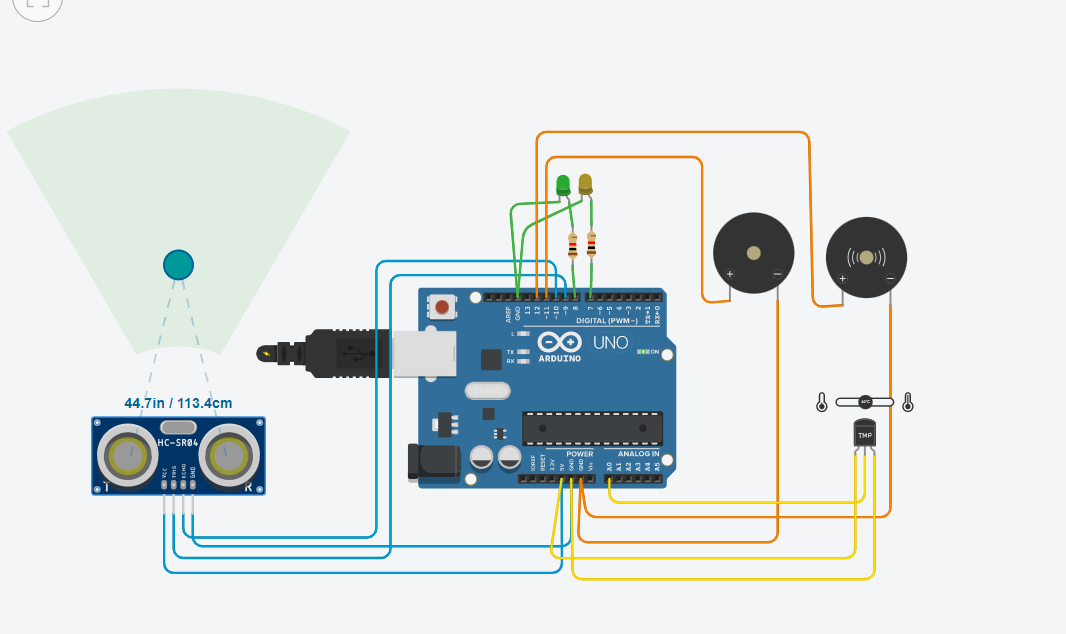 AREF
GND
13
12
~11
~10
~9
8
7
~6
~5
4
~3
2
TX→1
RX←0
DIGITAL (PWM~)
L
TX
RX
ARDUINO
UNO
ON
44.7in / 113.4cm
HC-SR04
VCC
TRIG
ECHO
GND
T
R
TMP
POWER
ANALOG IN
IOREF
RESET
3.3V
5V
GND
GND
Vin
A0
A1
A2
A3
A4
A5